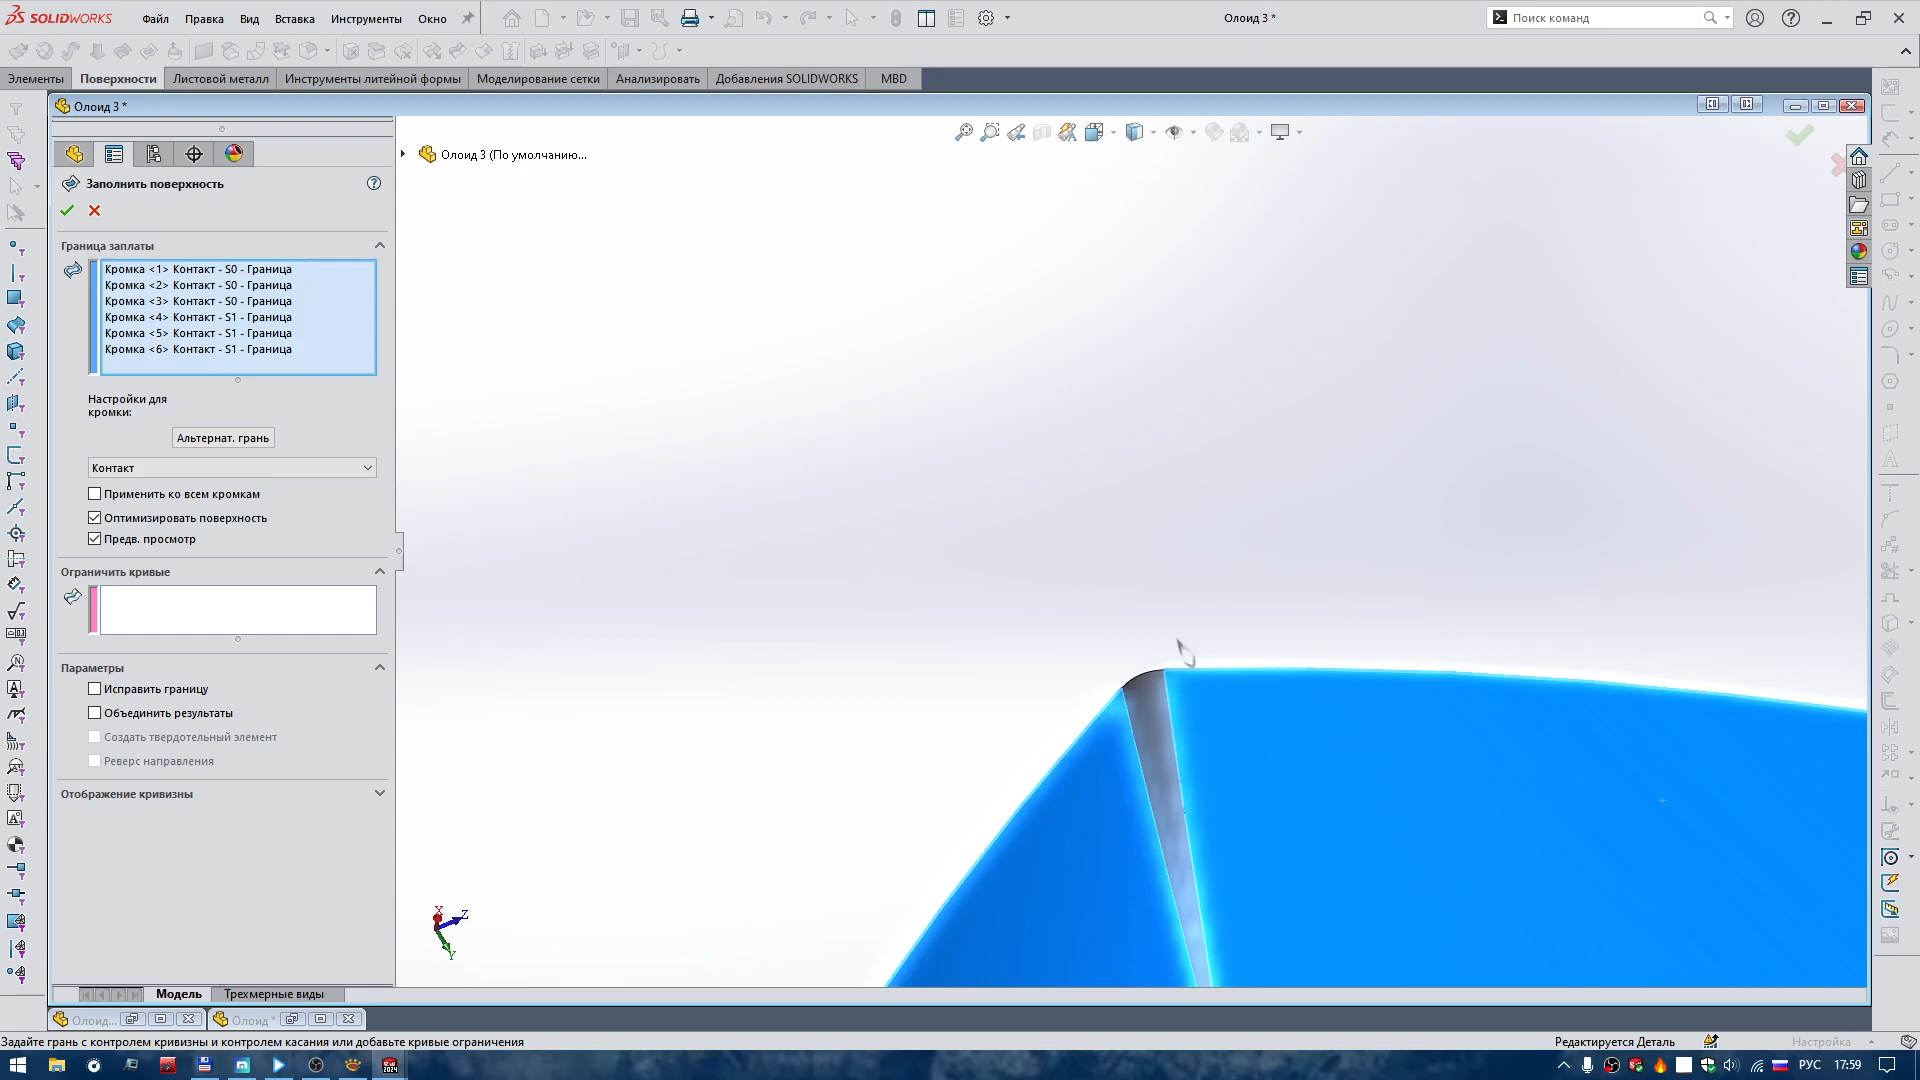 SOLIDWORKS
Файл
Правка
Вид
Вставка
Инструменты
Окно
Олоид 3 *
Поиск команд
Элементы
Поверхности
Листовой металл
Инструменты литейной формы
Моделирование сетки
Анализировать
Добавления SOLIDWORKS
MBD
Олоид 3 *
Олоид 3 (По умолчанию...
Заполнить поверхность
Граница заплаты
Кромка <1> Контакт - S0 - Граница
Кромка <2> Контакт - S0 - Граница
Кромка <3> Контакт - S0 - Граница
Кромка <4> Контакт - S1 - Граница
Кромка <5> Контакт - S1 - Граница
Кромка <6> Контакт - S1 - Граница
Настройки для
кромки:
Альтернат. грань
Контакт
Применить ко всем кромкам
Оптимизировать поверхность
Предв. просмотр
Ограничить кривые
Параметры
Исправить границу
Объединить результаты
Создать твердотельный элемент
Реверс направления
Отображение кривизны
X
Z
Y
Модель
Трехмерные виды
Олоид...
Олоид *
Задайте грань с контролем кривизны и контролем касания или добавьте кривые ограничения
Редактируется Деталь
Настройка
РУС
17:59